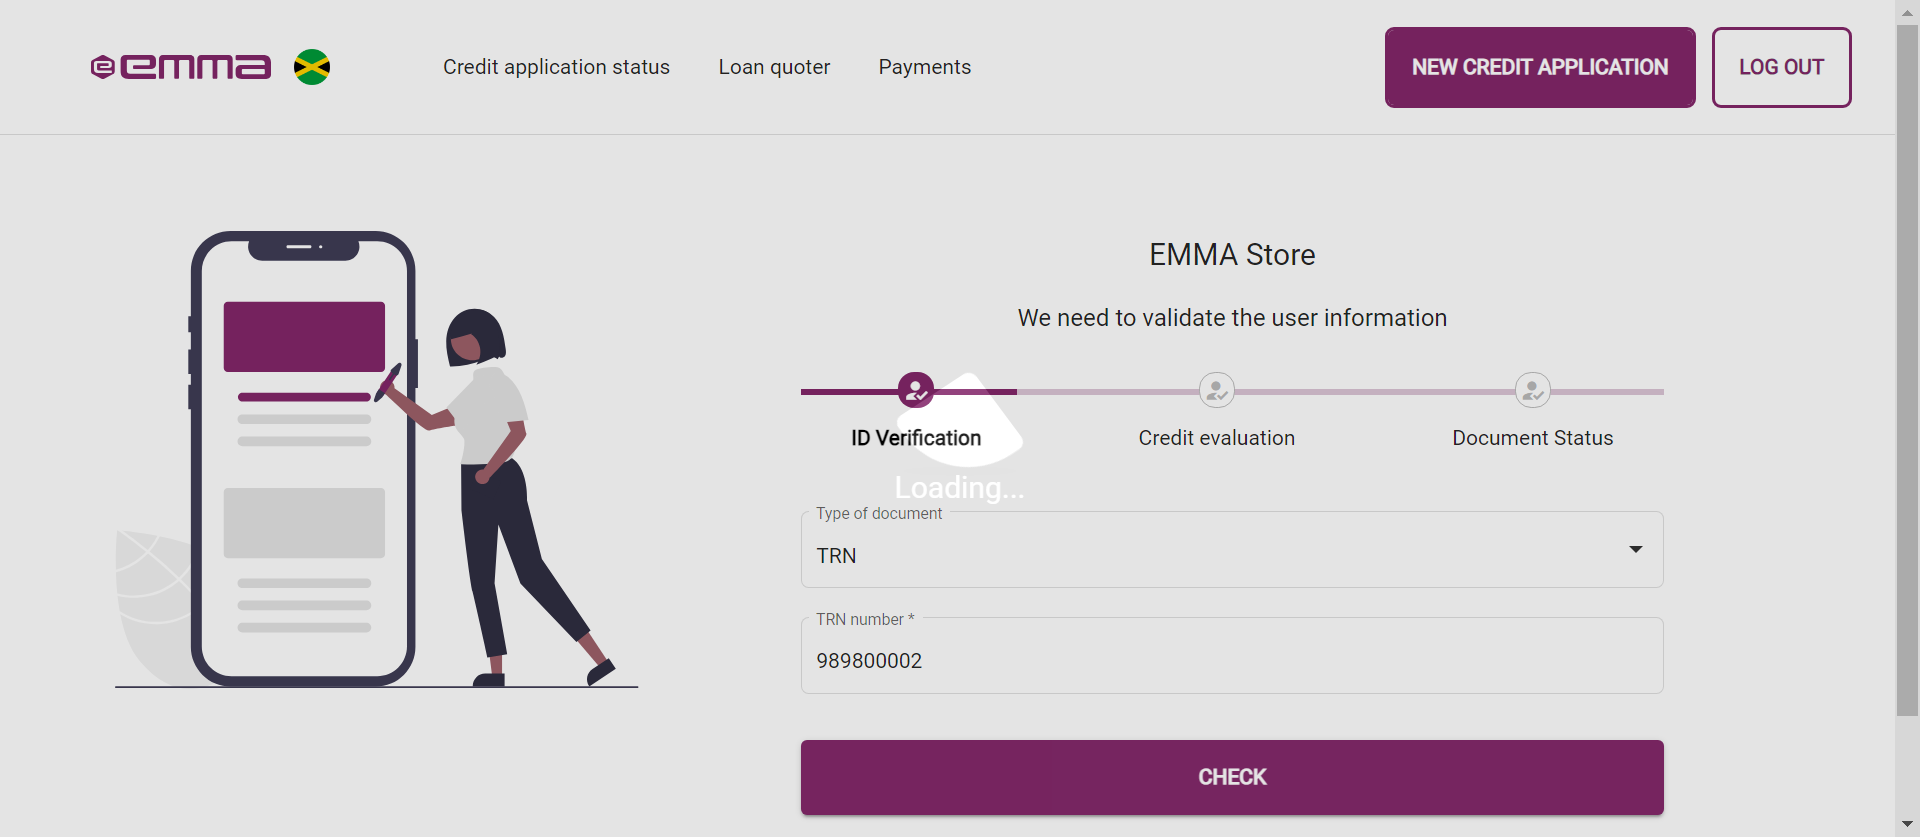 emma
Credit application status
Loan quoter
Payments
NEW CREDIT APPLICATION
LOG OUT
EMMA Store
We need to validate the user information
ID Verification
Credit evaluation
Document Status
Loading...
Type of document
TRN
TRN number *
989800002
CHECK